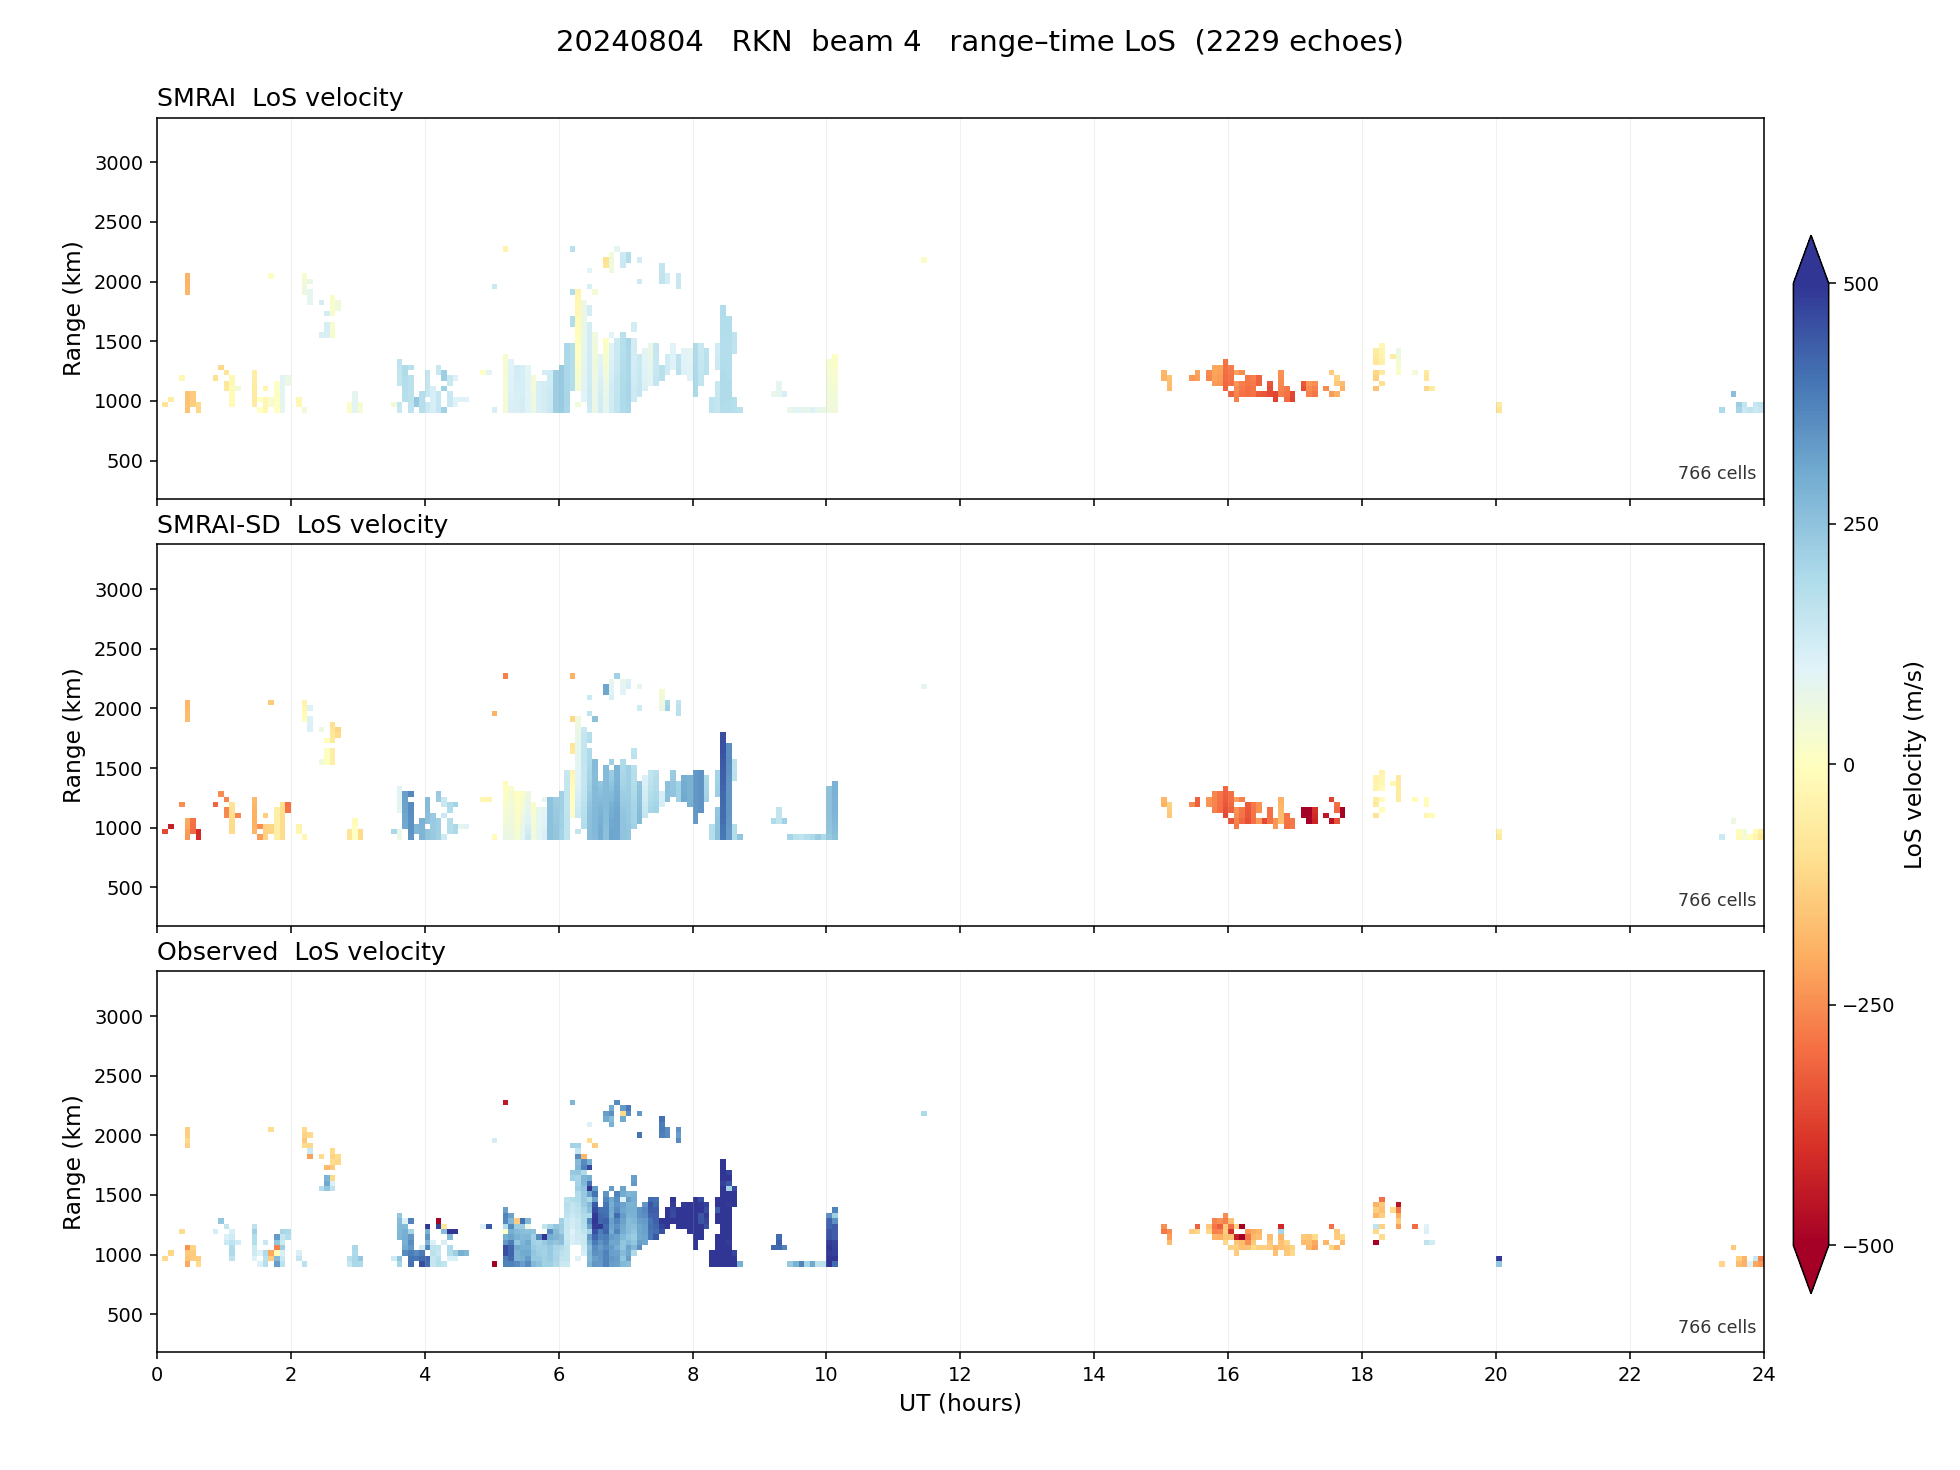 20240804   RKN  beam 4   range–time LoS  (2229 echoes)
SMRAI  LoS velocity
Range (km)
3000
2500
2000
1500
1000
500
766 cells
SMRAI-SD  LoS velocity
Range (km)
3000
2500
2000
1500
1000
500
766 cells
Observed  LoS velocity
Range (km)
3000
2500
2000
1500
1000
500
766 cells
0 2 4 6 8 10 12 14 16 18 20 22 24
UT (hours)
500
250
0
−250
−500
LoS velocity (m/s)